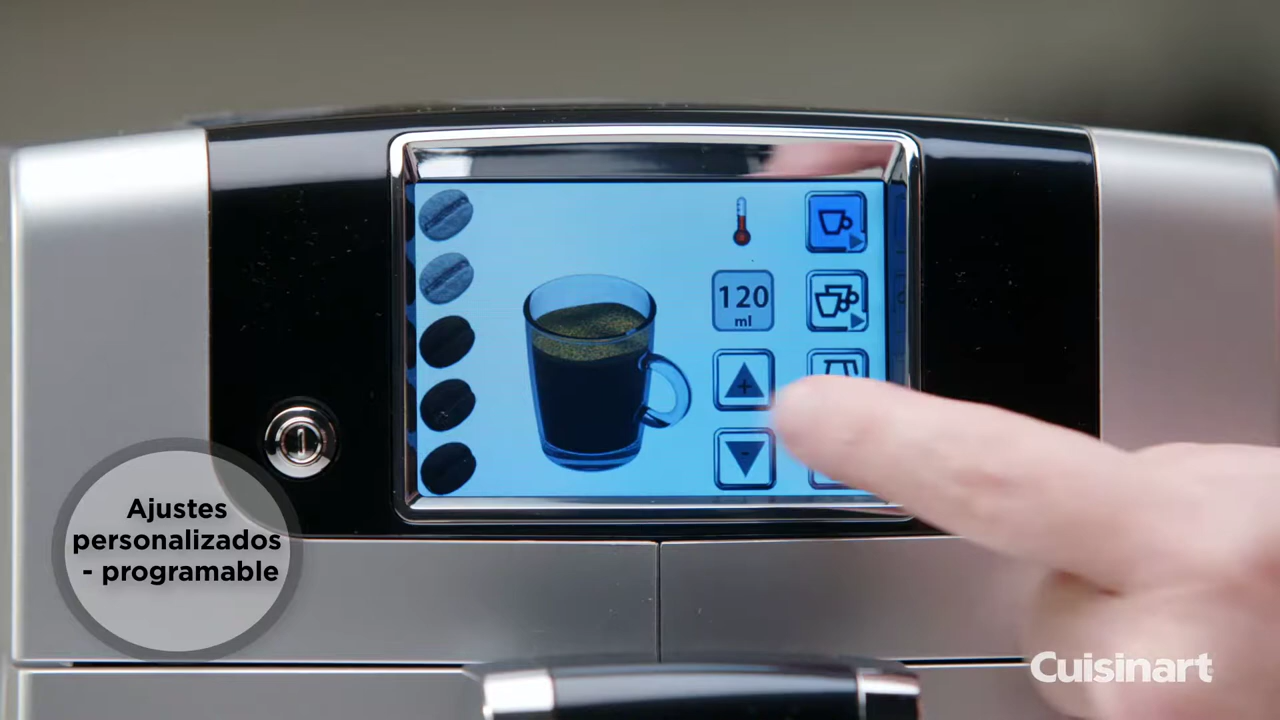 120
ml
+
-
Ajustes
personalizados
- programable
Cuisinart